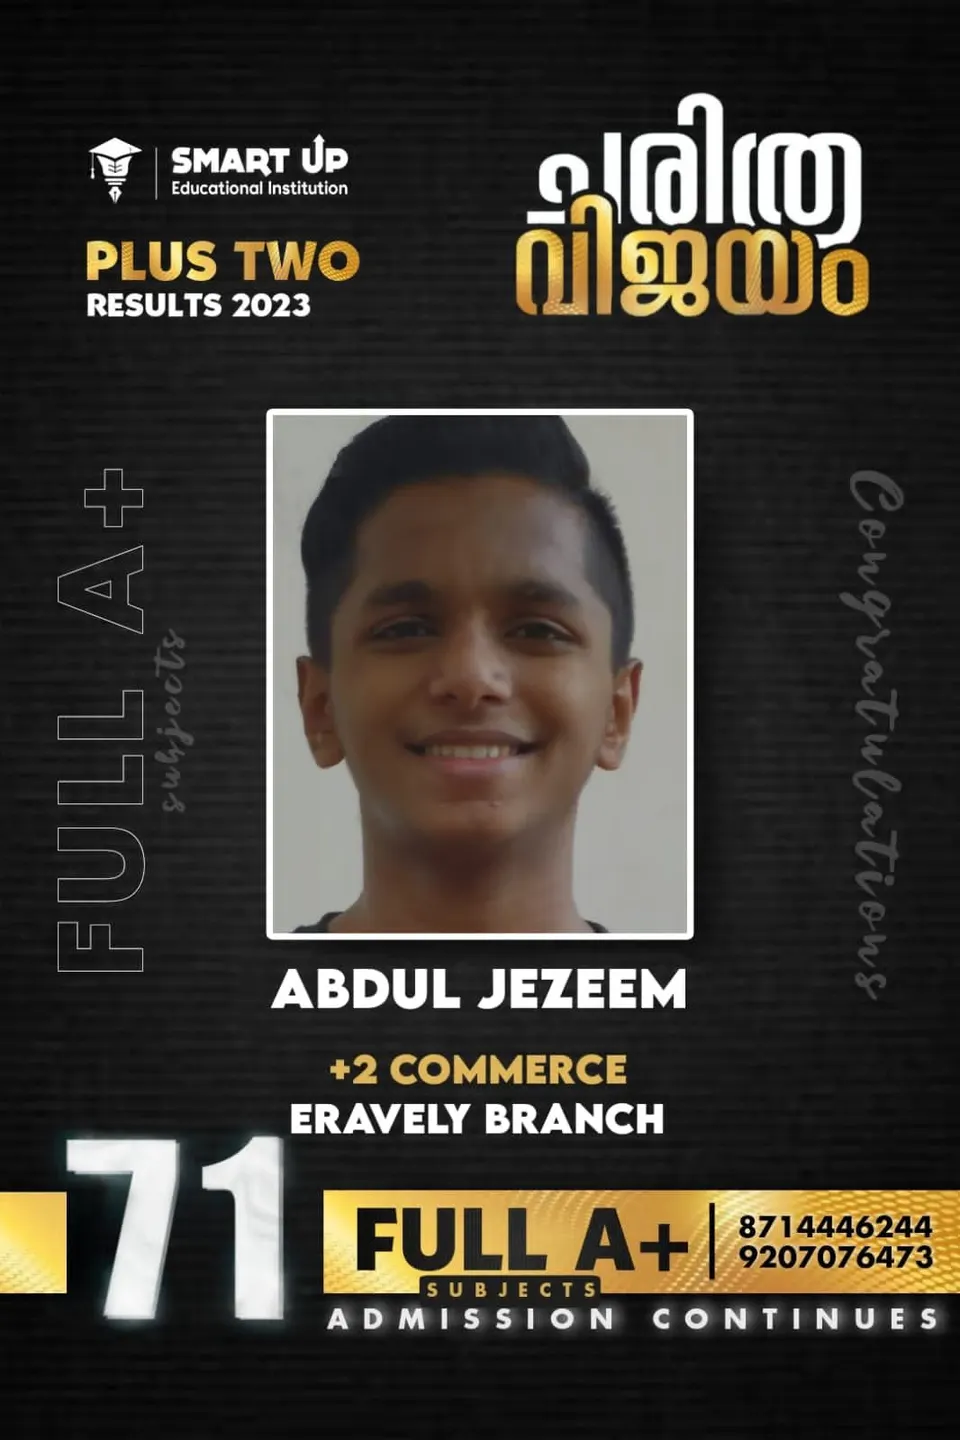 SMART UP
Educational Institution
PLUS TWO
RESULTS 2023
ചരിത്ര
വിജയം
FULL A+
subjects
Congratulations
ABDUL JEZEEM
+2 COMMERCE
ERAVELY BRANCH
71
FULL A+
SUBJECTS
8714446244
9207076473
ADMISSION CONTINUES